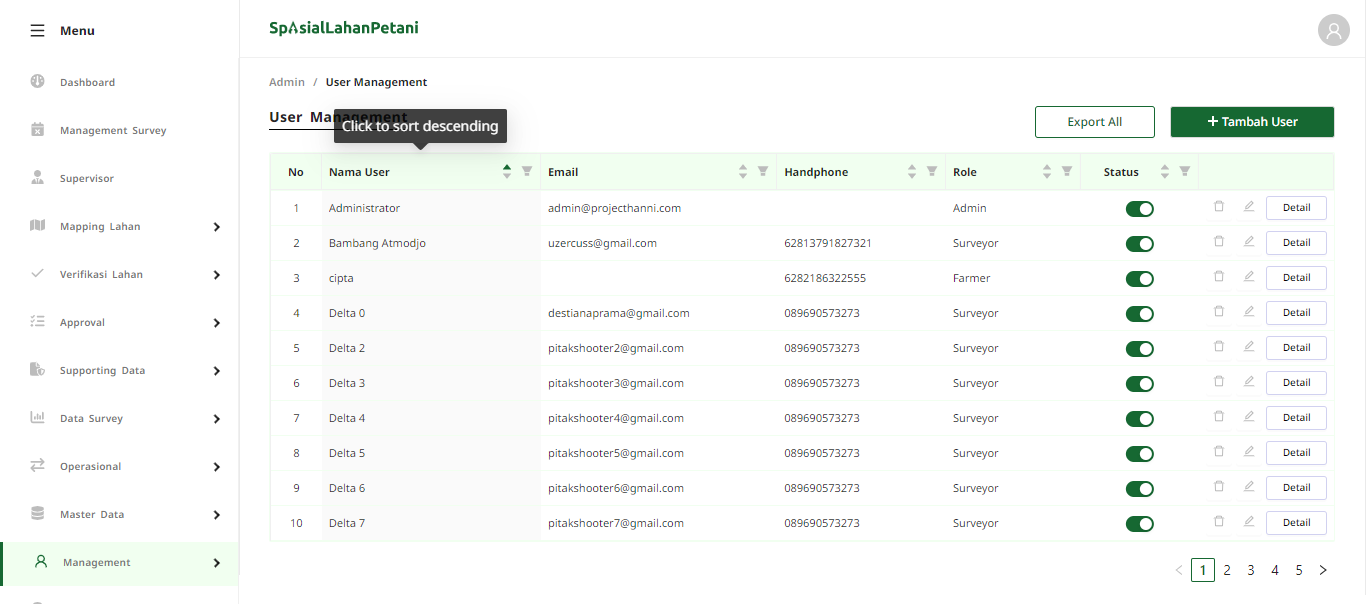 Menu
SpAsialLahanPetani
Dashboard
Management Survey
Supervisor
Mapping Lahan
Verifikasi Lahan
Approval
Supporting Data
Data Survey
Operasional
Master Data
Management
Admin / User Management
User Management
Click to sort descending
Export All
+ Tambah User
No Nama User Email Handphone Role Status
1 Administrator admin@projecthanni.com Admin Detail
2 Bambang Atmodjo uzercuss@gmail.com 62813791827321 Surveyor Detail
3 cipta 6282186322555 Farmer Detail
4 Delta 0 destianaprama@gmail.com 089690573273 Surveyor Detail
5 Delta 2 pitakshooter2@gmail.com 089690573273 Surveyor Detail
6 Delta 3 pitakshooter3@gmail.com 089690573273 Surveyor Detail
7 Delta 4 pitakshooter4@gmail.com 089690573273 Surveyor Detail
8 Delta 5 pitakshooter5@gmail.com 089690573273 Surveyor Detail
9 Delta 6 pitakshooter6@gmail.com 089690573273 Surveyor Detail
10 Delta 7 pitakshooter7@gmail.com 089690573273 Surveyor Detail
< 1 2 3 4 5 >